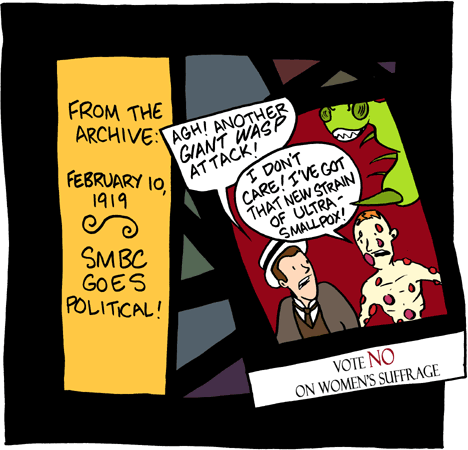 FROM THE
ARCHIVE:
FEBRUARY 10,
1919
SMBC
GOES
POLITICAL!
AGH! ANOTHER
GIANT WASP
ATTACK!
I DON'T
CARE! I'VE GOT
THAT NEW STRAIN
OF ULTRA-
SMALLPOX!
VOTE NO
ON WOMEN'S SUFFRAGE